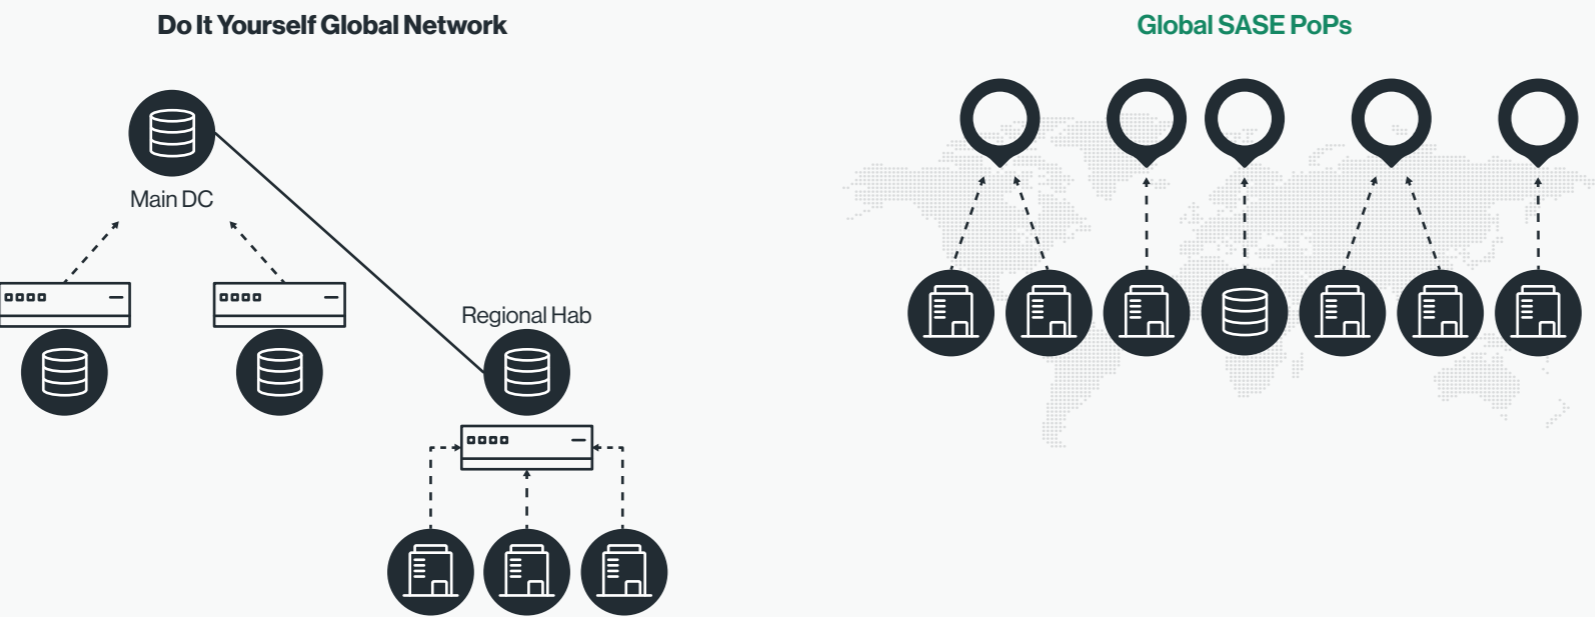 Do It Yourself Global Network
Global SASE PoPs
Main DC
Regional Hab